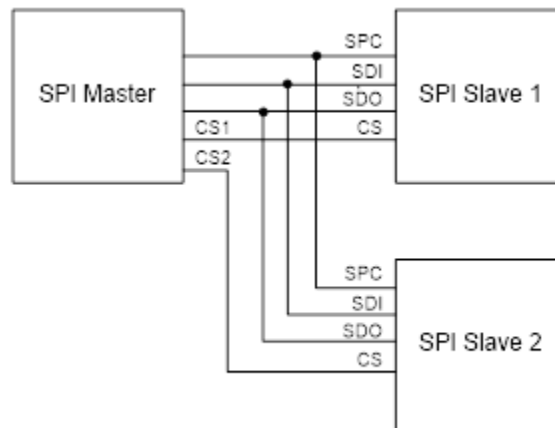 SPI Master
SPC
SDI
SDO
CS1
CS
CS2
SPI Slave 1
SPC
SDI
SDO
CS
SPI Slave 2